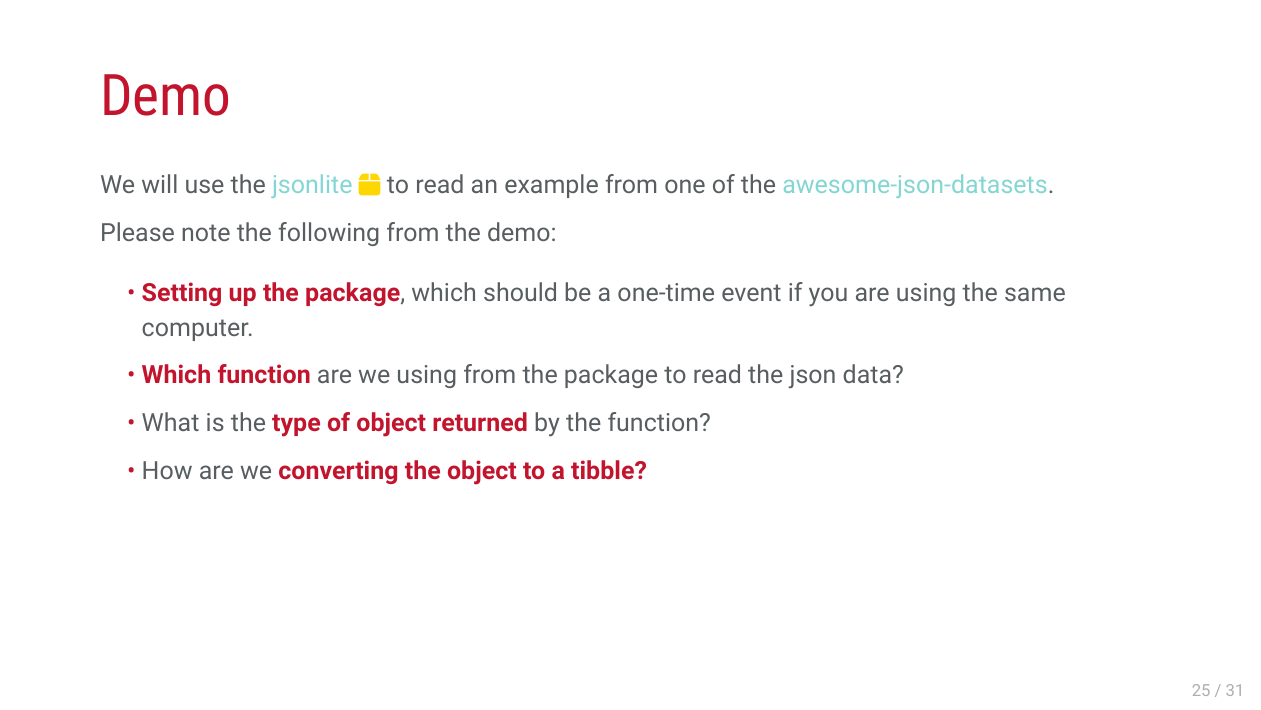 Demo
We will use the jsonlite to read an example from one of the awesome-json-datasets.
Please note the following from the demo:
• Setting up the package, which should be a one-time event if you are using the same
computer.
• Which function are we using from the package to read the json data?
• What is the type of object returned by the function?
• How are we converting the object to a tibble?
25 / 31